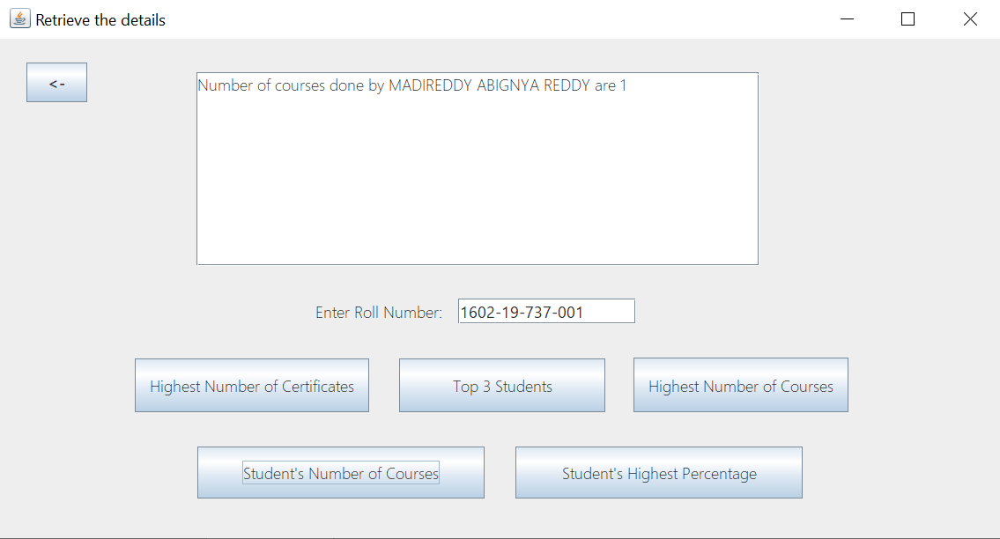 Retrieve the details
<-
Number of courses done by MADIREDDY ABIGNYA REDDY are 1
Enter Roll Number: 1602-19-737-001
Highest Number of Certificates Top 3 Students Highest Number of Courses
Student's Number of Courses Student's Highest Percentage